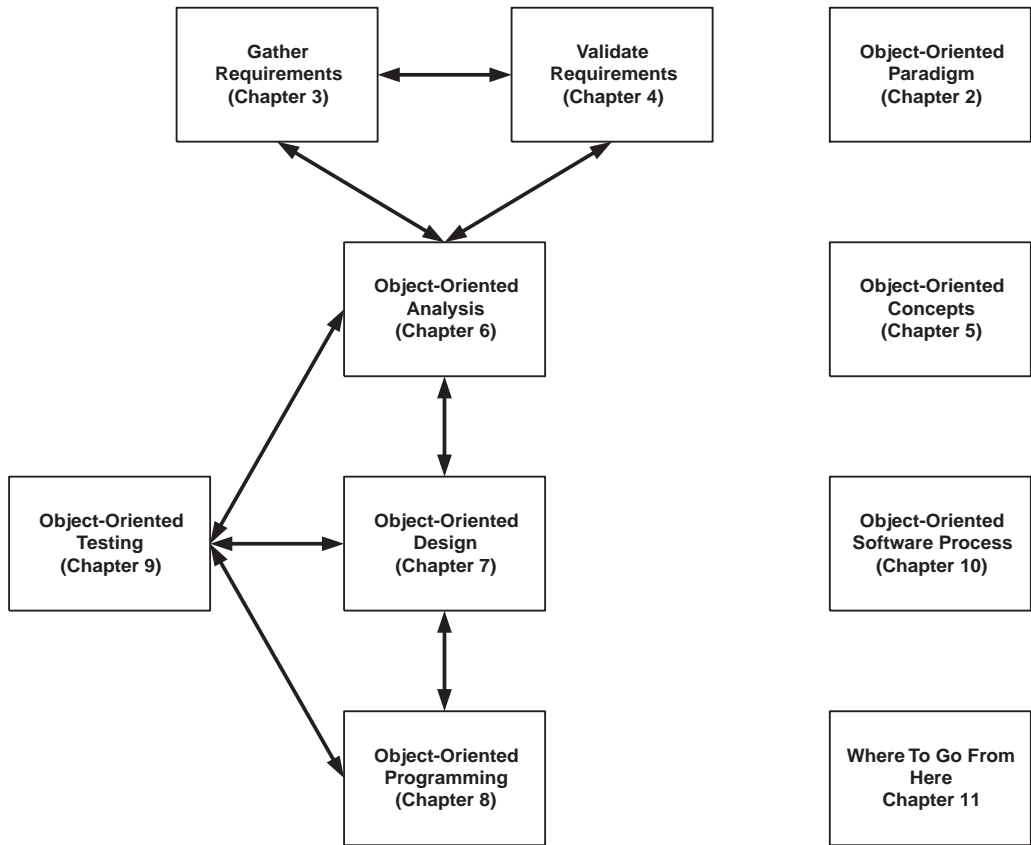 Gather
Requirements
(Chapter 3)
Validate
Requirements
(Chapter 4)
Object-Oriented
Paradigm
(Chapter 2)
Object-Oriented
Analysis
(Chapter 6)
Object-Oriented
Concepts
(Chapter 5)
Object-Oriented
Testing
(Chapter 9)
Object-Oriented
Design
(Chapter 7)
Object-Oriented
Software Process
(Chapter 10)
Object-Oriented
Programming
(Chapter 8)
Where To Go From
Here
Chapter 11